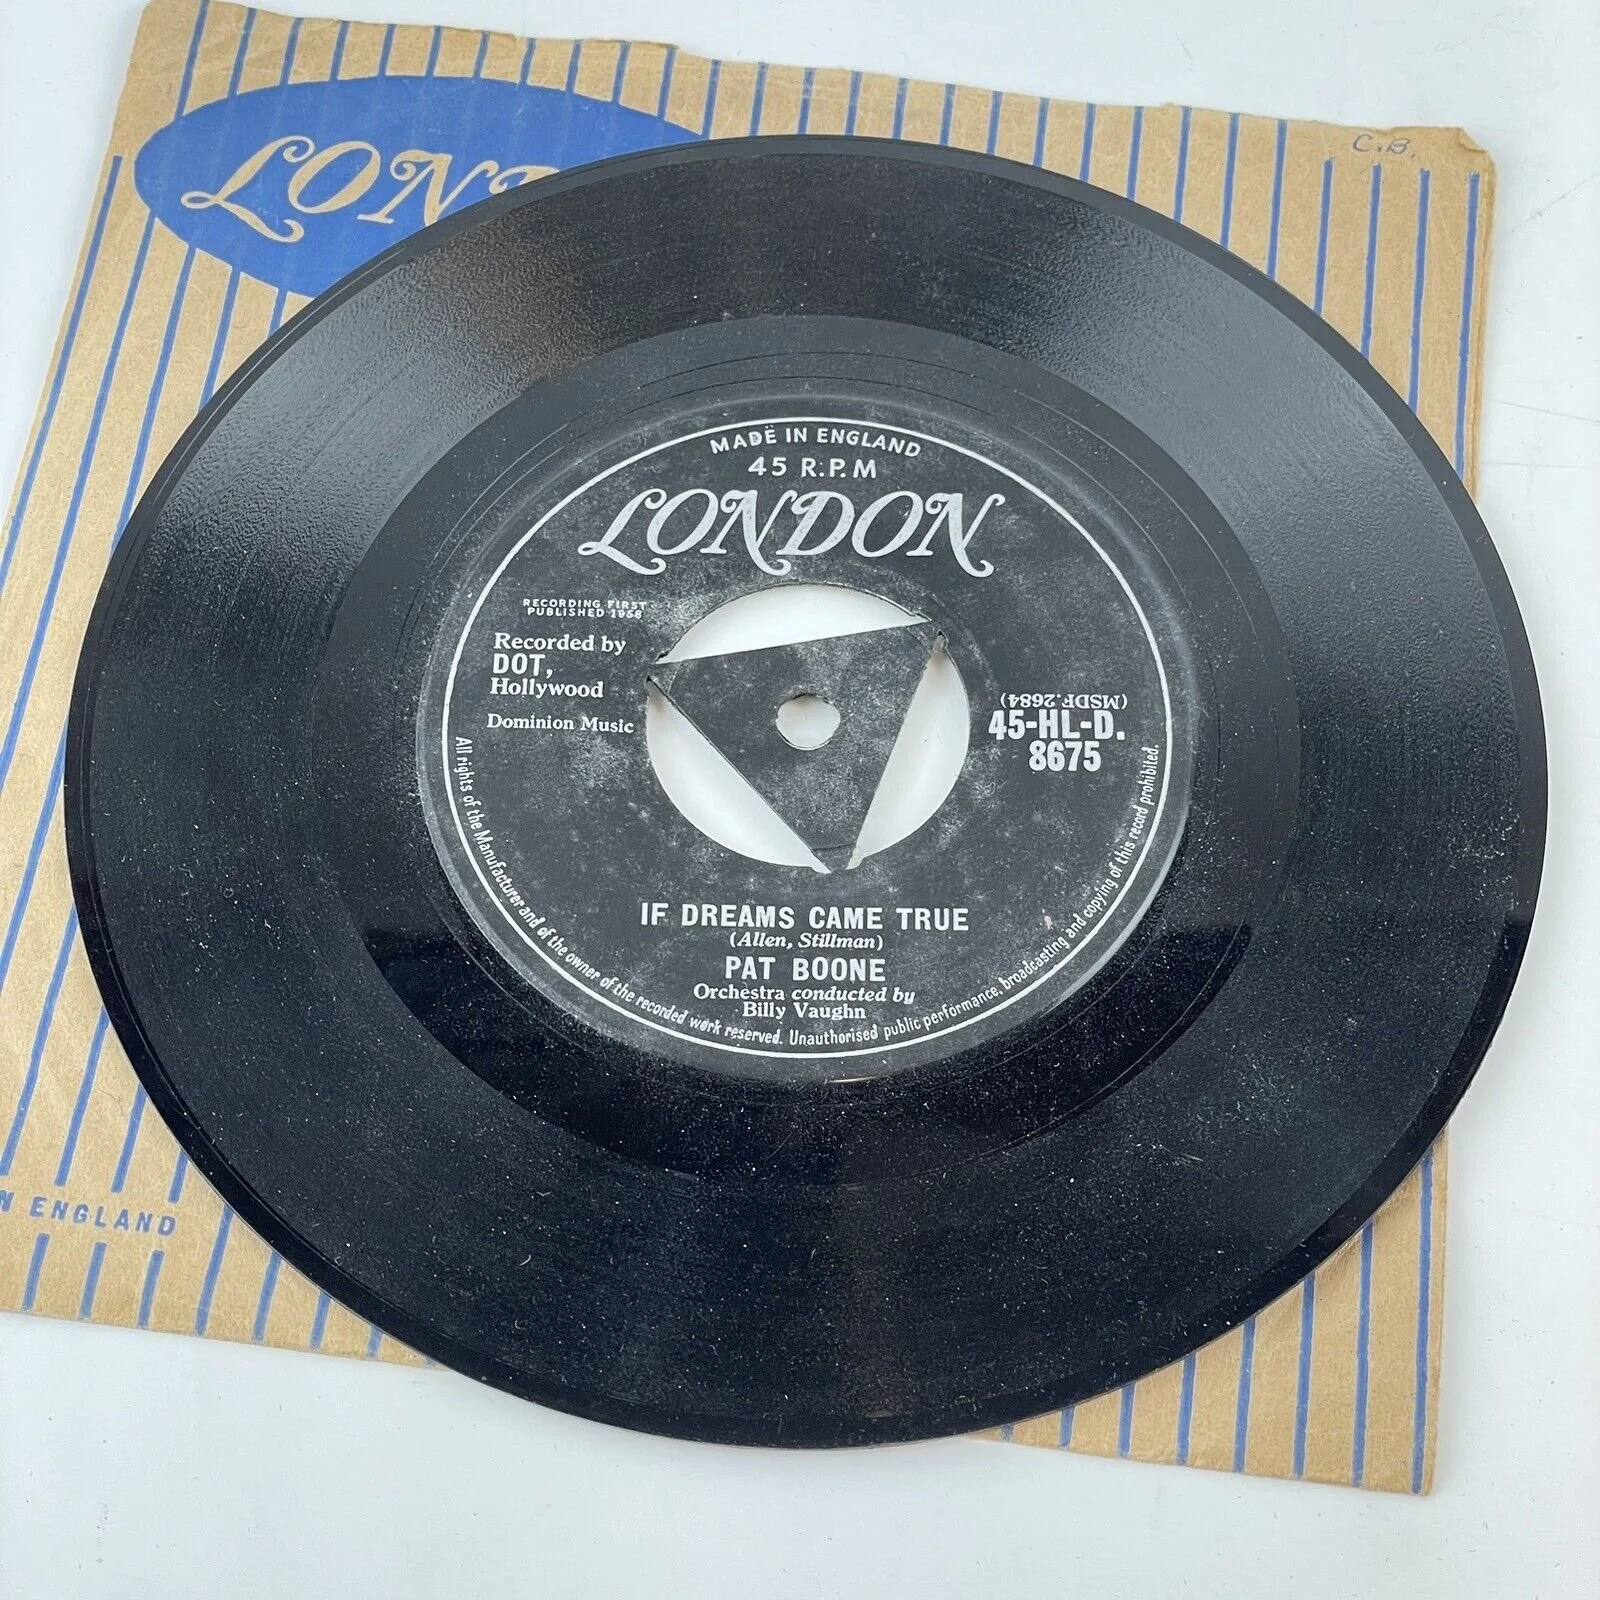 LON
C.B.
MADE IN ENGLAND
45 R.P.M
LONDON
RECORDING FIRST
PUBLISHED 1958
Recorded by
DOT,
Hollywood
Dominion Music
(MSDF.2684)
45-HL-D.
8675
IF DREAMS CAME TRUE
(Allen, Stillman)
PAT BOONE
Orchestra conducted by
Billy Vaughn
All rights of the Manufacturer and of the owner of the recorded work reserved. Unauthorised public performance, broadcasting and copying of this record prohibited.
N ENGLAND